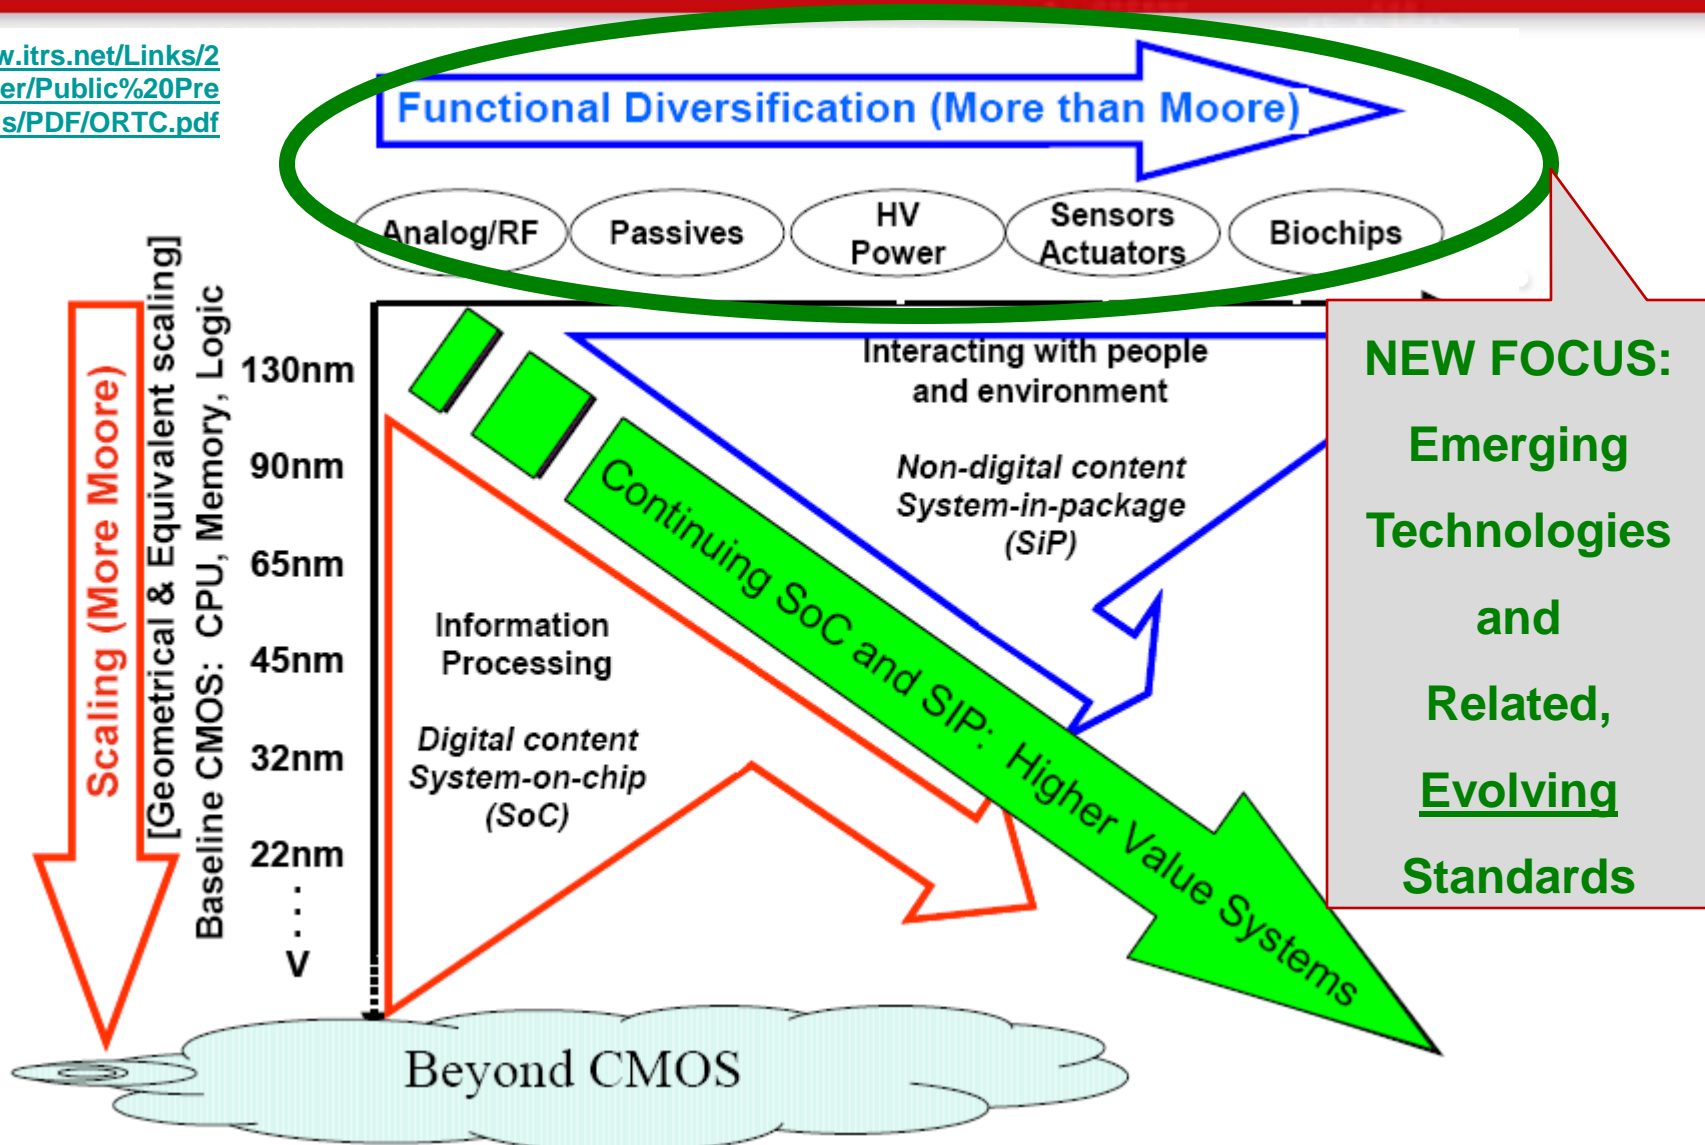 w.itrs.net/Links/2
er/Public%20Pre
s/PDF/ORTC.pdf
Functional Diversification (More than Moore)
Analog/RF
Passives
HV
Power
Sensors
Actuators
Biochips
Scaling (More Moore)
[Geometrical & Equivalent scaling]
Baseline CMOS: CPU, Memory, Logic
130nm
90nm
65nm
45nm
32nm
22nm
.
.
.
V
Interacting with people
and environment
Non-digital content
System-in-package
(SiP)
Continuing SoC and SIP: Higher Value Systems
Information
Processing
Digital content
System-on-chip
(SoC)
Beyond CMOS
NEW FOCUS:
Emerging
Technologies
and
Related,
Evolving
Standards